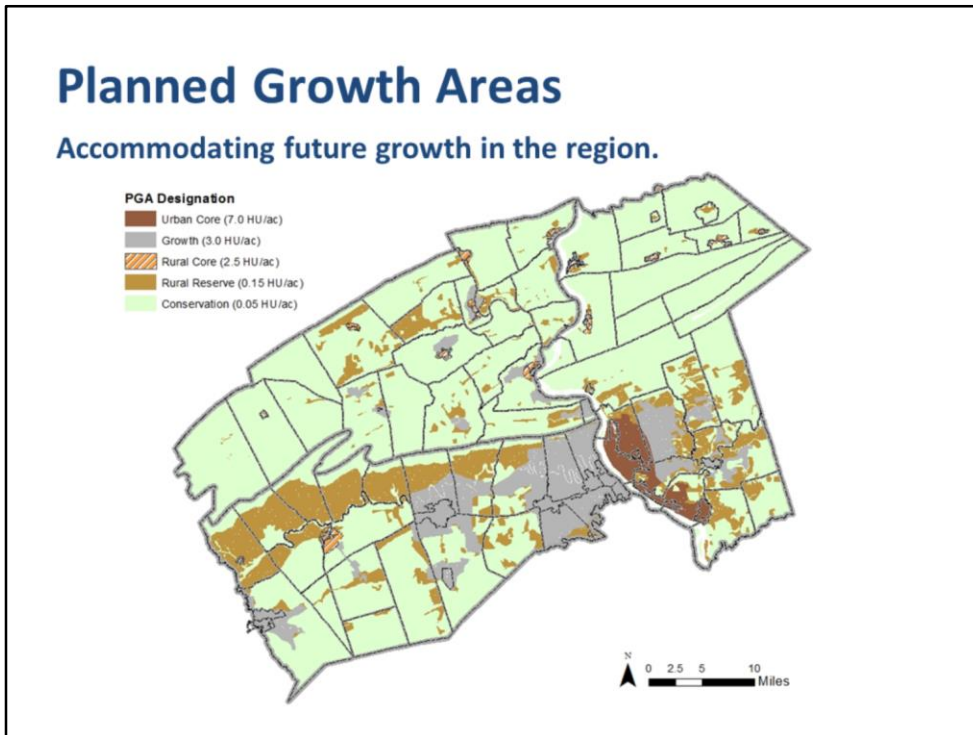 Planned Growth Areas
Accommodating future growth in the region.
PGA Designation
Urban Core (7.0 HU/ac)
Growth (3.0 HU/ac)
Rural Core (2.5 HU/ac)
Rural Reserve (0.15 HU/ac)
Conservation (0.05 HU/ac)
N
0 2.5 5 10
Miles